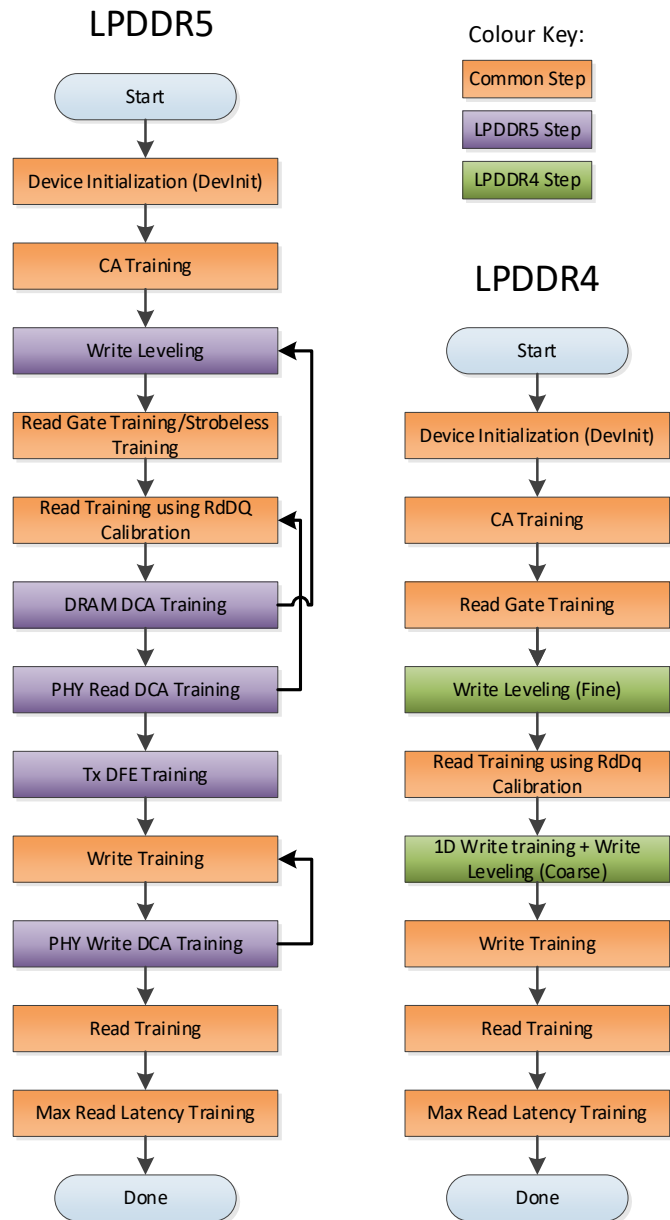 LPDDR5
Start
Device Initialization (DevInit)
CA Training
Write Leveling
Read Gate Training/Strobeless
Training
Read Training using RdDQ
Calibration
DRAM DCA Training
PHY Read DCA Training
Tx DFE Training
Write Training
PHY Write DCA Training
Read Training
Max Read Latency Training
Done
Colour Key:
Common Step
LPDDR5 Step
LPDDR4 Step
LPDDR4
Start
Device Initialization (DevInit)
CA Training
Read Gate Training
Write Leveling (Fine)
Read Training using RdDq
Calibration
1D Write training + Write
Leveling (Coarse)
Write Training
Read Training
Max Read Latency Training
Done